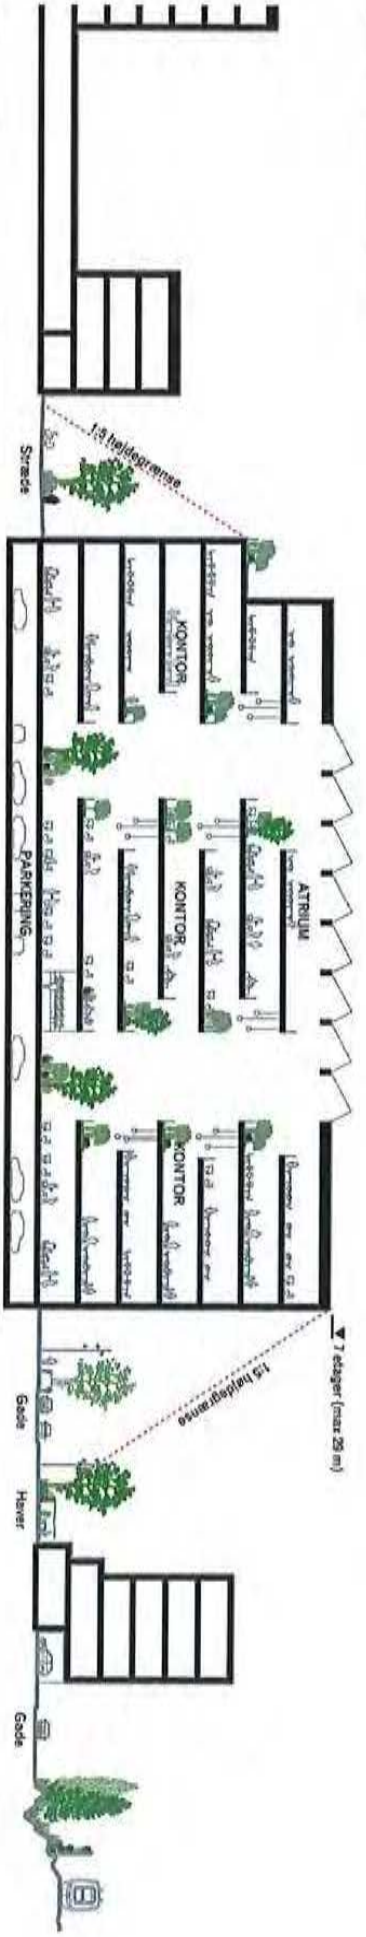 1:5 højdegrænse
Stræde
KONTOR
ATRIUM
KONTOR
PARKERING
KONTOR
7 etager (max 29 m)
1:5 højdegrænse
Gade
Haver
Gade